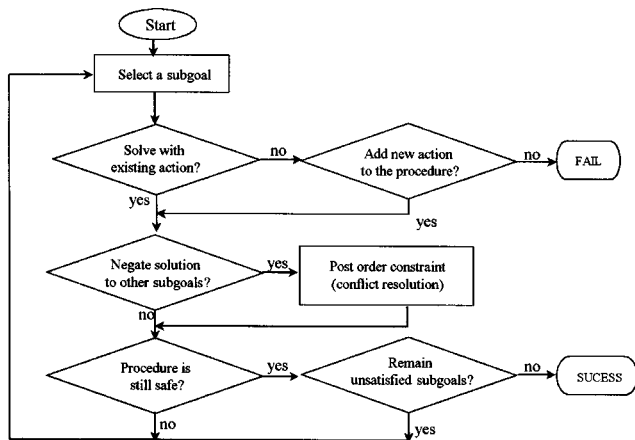 Start
Select a subgoal
Solve with
existing action?
no
Add new action
to the procedure?
no
FAIL
yes
yes
Negate solution
to other subgoals?
yes
Post order constraint
(conflict resolution)
no
Procedure is
still safe?
yes
Remain
unsatisfied subgoals?
no
SUCESS
no
yes